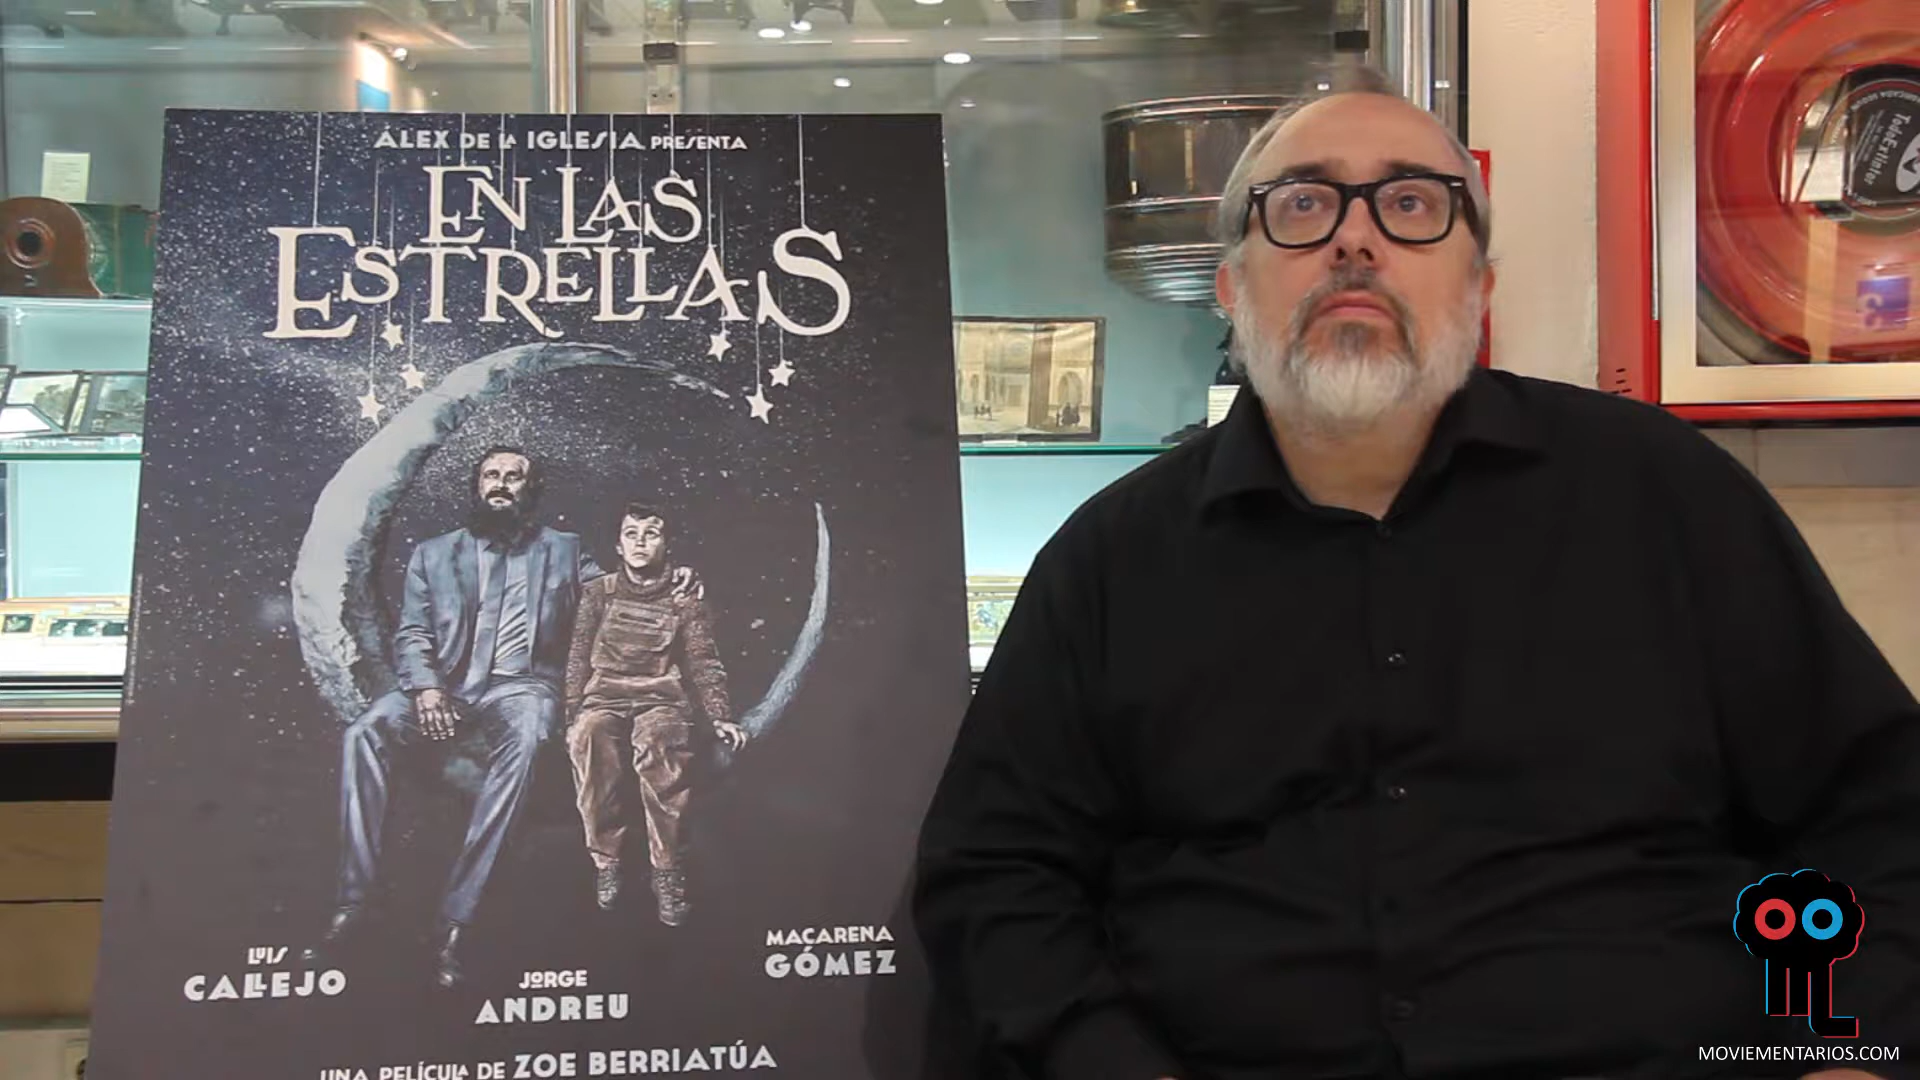 ÁLEX DE LA IGLESIA PRESENTA
EN LAS
ESTRELLAS
LUIS
CALLEJO
JORGE
ANDREU
MACARENA
GÓMEZ
UNA PELÍCULA DE ZOE BERRIATÚA
TodoExtintor
MOVIEMENTARIOS.COM